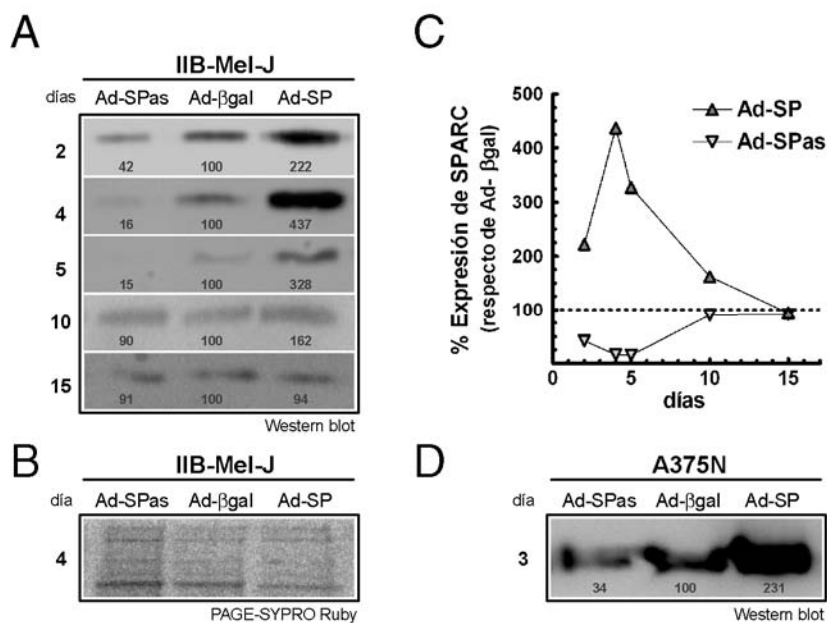 A
IIB-Mel-J
días Ad-SPas Ad-βgal Ad-SP
2
42 100 222
4
16 100 437
5
15 100 328
10
90 100 162
15
91 100 94
Western blot
B
IIB-Mel-J
día Ad-SPas Ad-βgal Ad-SP
4
PAGE-SYPRO Ruby
C
% Expresión de SPARC
(respecto de Ad- βgal)
500
400
300
200
100
0 5 10 15
días
Ad-SP
Ad-SPas
D
A375N
día Ad-SPas Ad-βgal Ad-SP
3
34 100 231
Western blot